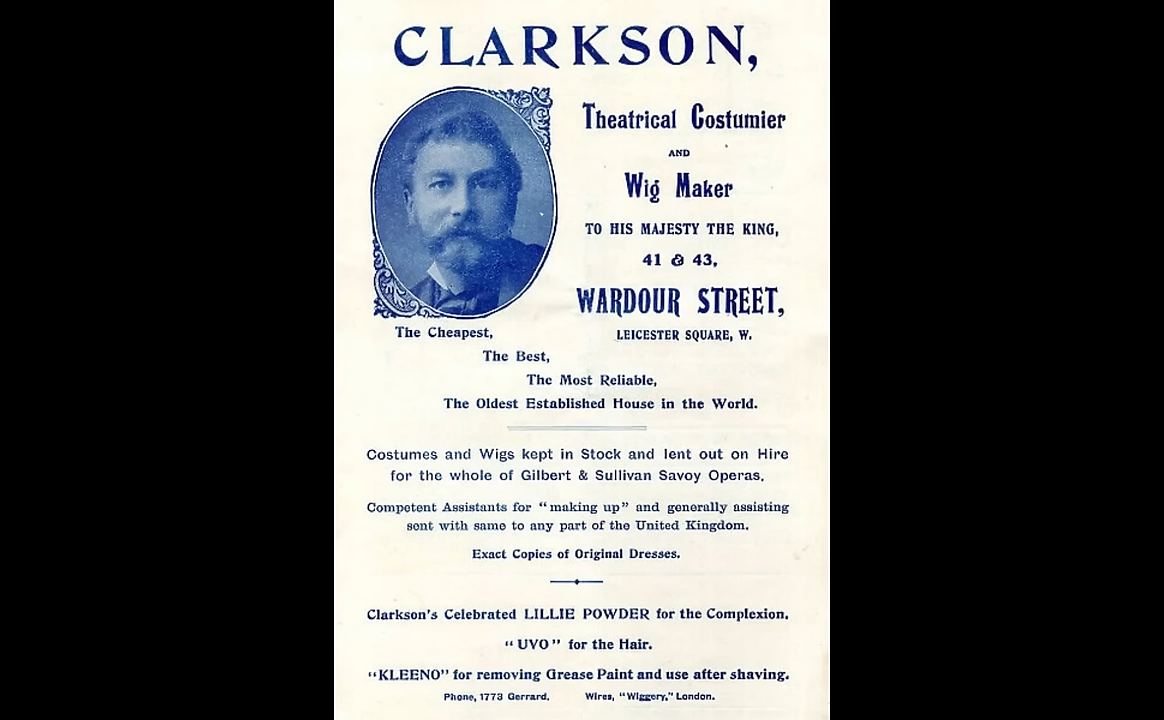 CLARKSON,
Theatrical Costumier
AND
Wig Maker
TO HIS MAJESTY THE KING,
41 & 43,
WARDOUR STREET,
LEICESTER SQUARE, W.
The Cheapest,
The Best,
The Most Reliable,
The Oldest Established House in the World.
Costumes and Wigs kept in Stock and lent out on Hire
for the whole of Gilbert & Sullivan Savoy Operas.
Competent Assistants for "making up" and generally assisting
sent with same to any part of the United Kingdom.
Exact Copies of Original Dresses.
Clarkson's Celebrated LILLIE POWDER for the Complexion.
"UVO" for the Hair.
"KLEENO" for removing Grease Paint and use after shaving.
Phone, 1773 Gerrard. Wires, "Wiggery," London.